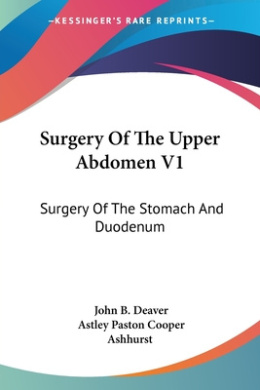 KESSINGER'S RARE REPRINTS
Surgery Of The Upper
Abdomen V1
Surgery Of The Stomach And
Duodenum
John B. Deaver
Astley Paston Cooper
Ashhurst